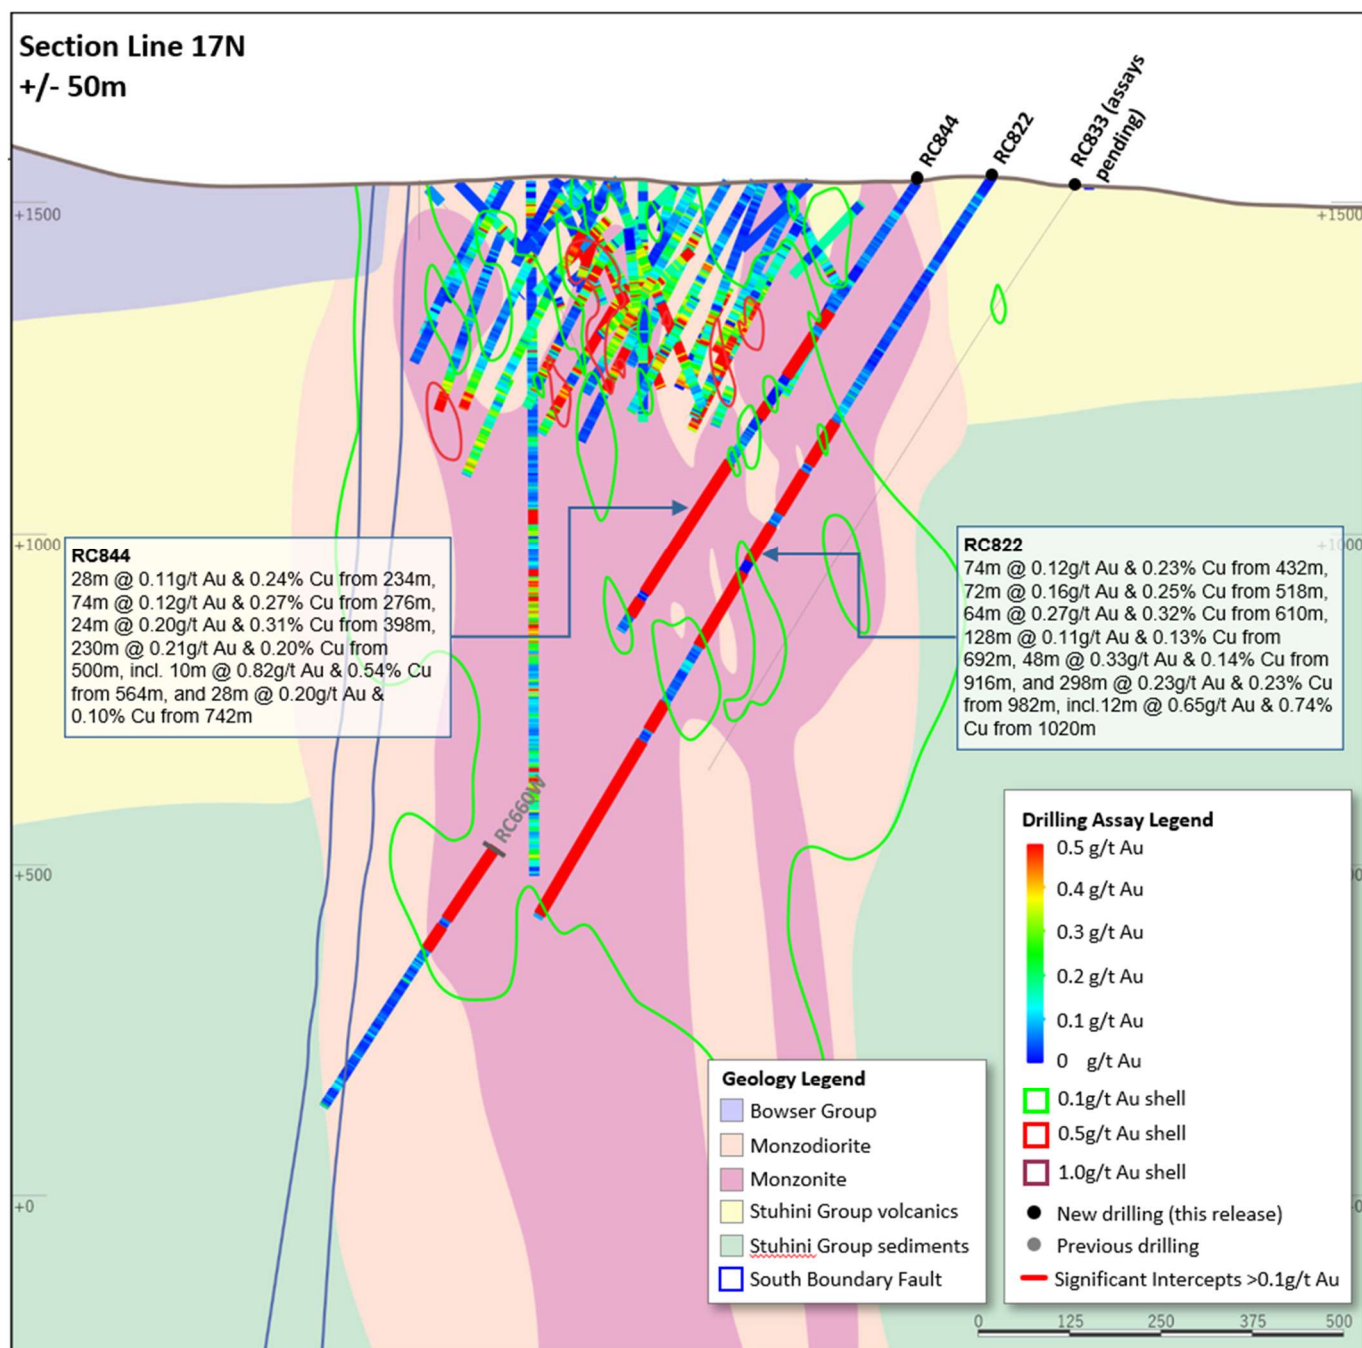 Section Line 17N
+/- 50m
RC844
RC822
RC833 (assays
pending)
+1500
+1500
+1000
+1000
RC844
28m @ 0.11g/t Au & 0.24% Cu from 234m,
74m @ 0.12g/t Au & 0.27% Cu from 276m,
24m @ 0.20g/t Au & 0.31% Cu from 398m,
230m @ 0.21g/t Au & 0.20% Cu from
500m, incl. 10m @ 0.82g/t Au & 0.54% Cu
from 564m, and 28m @ 0.20g/t Au &
0.10% Cu from 742m
RC822
74m @ 0.12g/t Au & 0.23% Cu from 432m,
72m @ 0.16g/t Au & 0.25% Cu from 518m,
64m @ 0.27g/t Au & 0.32% Cu from 610m,
128m @ 0.11g/t Au & 0.13% Cu from
692m, 48m @ 0.33g/t Au & 0.14% Cu from
916m, and 298m @ 0.23g/t Au & 0.23% Cu
from 982m, incl.12m @ 0.65g/t Au & 0.74%
Cu from 1020m
RC660W
+500
+0
Drilling Assay Legend
0.5 g/t Au
0.4 g/t Au
0.3 g/t Au
0.2 g/t Au
0.1 g/t Au
0 g/t Au
0.1g/t Au shell
0.5g/t Au shell
1.0g/t Au shell
New drilling (this release)
Previous drilling
Significant Intercepts >0.1g/t Au
Geology Legend
Bowser Group
Monzodiorite
Monzonite
Stuhini Group volcanics
Stuhini Group sediments
South Boundary Fault
0 125 250 375 500